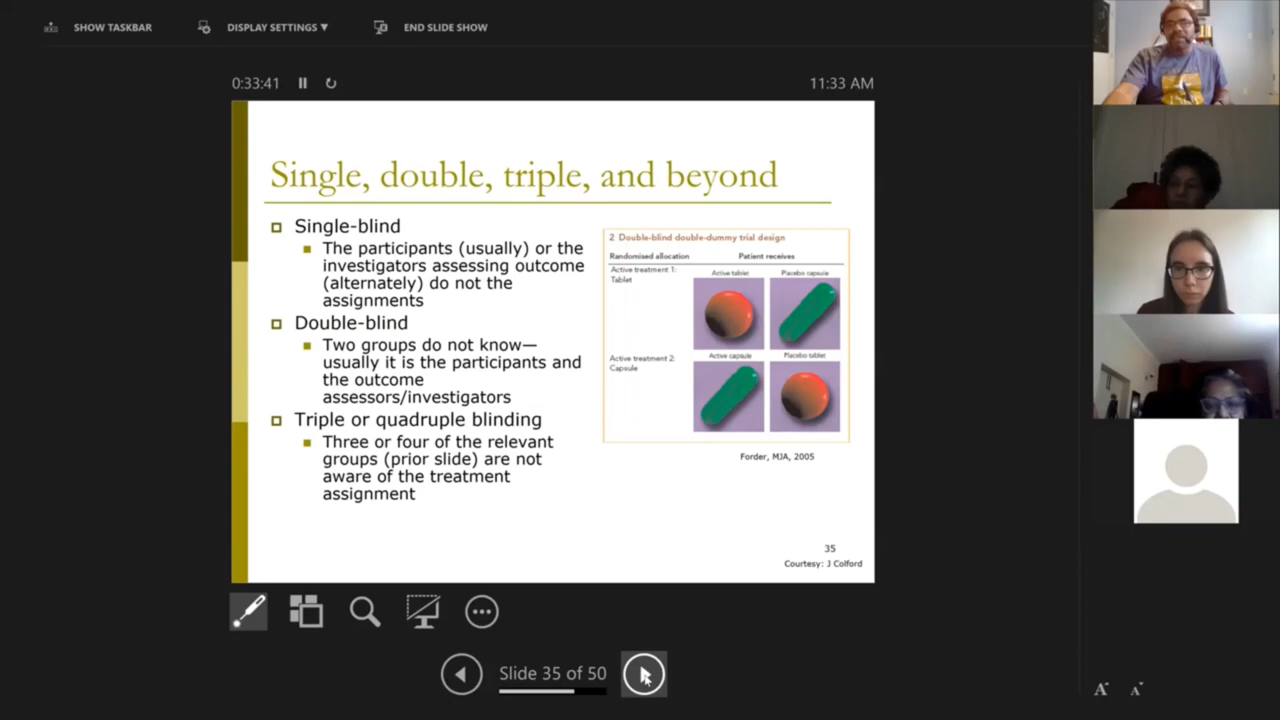 SHOW TASKBAR
DISPLAY SETTINGS ▼
END SLIDE SHOW
0:33:41
11:33 AM
Single, double, triple, and beyond
Single-blind
The participants (usually) or the
investigators assessing outcome
(alternately) do not the
assignments
Double-blind
Two groups do not know—
usually it is the participants and
the outcome
assessors/investigators
Triple or quadruple blinding
Three or four of the relevant
groups (prior slide) are not
aware of the treatment
assignment
2 Double-blind double-dummy trial design
Randomised allocation
Patient receives
Active treatment 1:
Tablet
Active tablet
Placebo capsule
Active treatment 2:
Capsule
Active capsule
Placebo tablet
Forder, MJA, 2005
35
Courtesy: J Colford
Slide 35 of 50
A
A